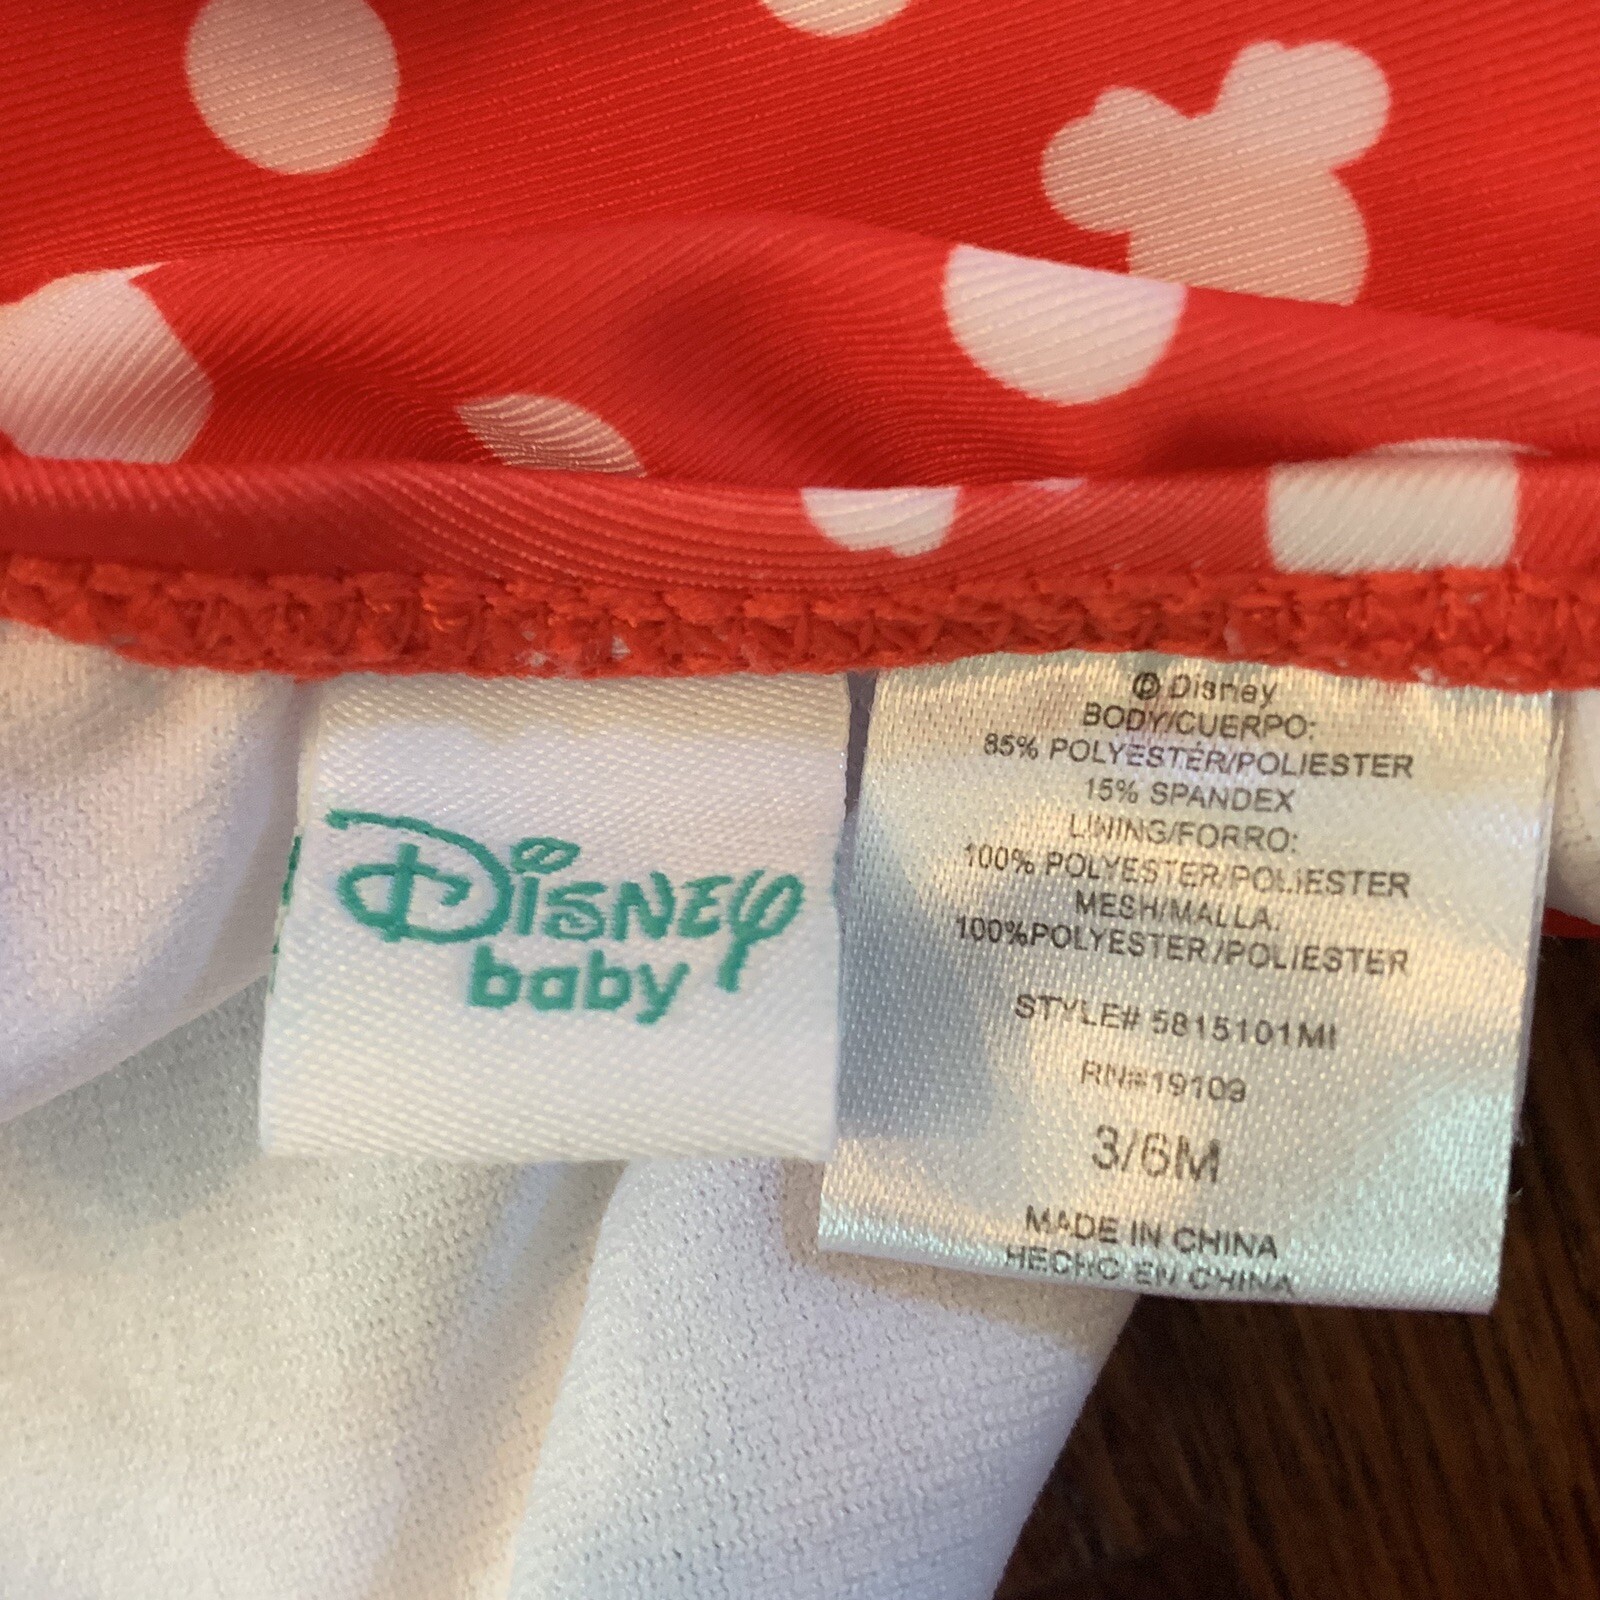 Disney
baby
© Disney
BODY/CUERPO:
85% POLYESTER/POLIESTER
15% SPANDEX
LINING/FORRO:
100% POLYESTER/POLIESTER
MESH/MALLA:
100%POLYESTER/POLIESTER
STYLE# 5815101MI
RN#19109
3/6M
MADE IN CHINA
HECHO EN CHINA